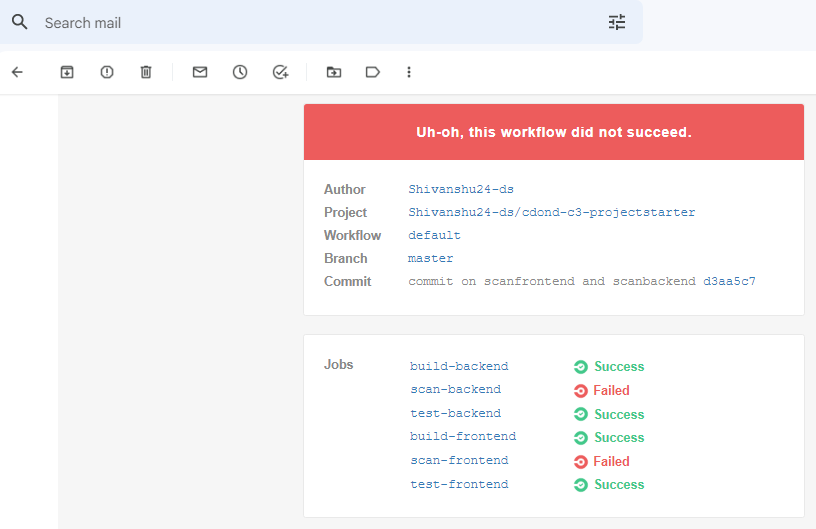 Search mail
Uh-oh, this workflow did not succeed.
Author Shivanshu24-ds
Project Shivanshu24-ds/cdond-c3-projectstarter
Workflow default
Branch master
Commit commit on scanfrontend and scanbackend d3aa5c7
Jobs build-backend Success
scan-backend Failed
test-backend Success
build-frontend Success
scan-frontend Failed
test-frontend Success